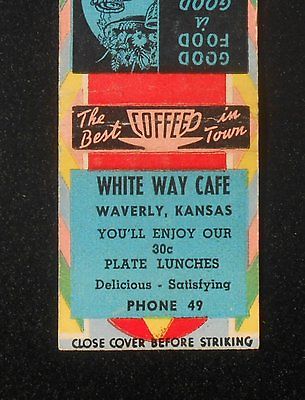 GOOD
FOOD
is
GOOD
The Best COFFEE in Town
WHITE WAY CAFE
WAVERLY, KANSAS
YOU'LL ENJOY OUR
30c
PLATE LUNCHES
Delicious - Satisfying
PHONE 49
CLOSE COVER BEFORE STRIKING